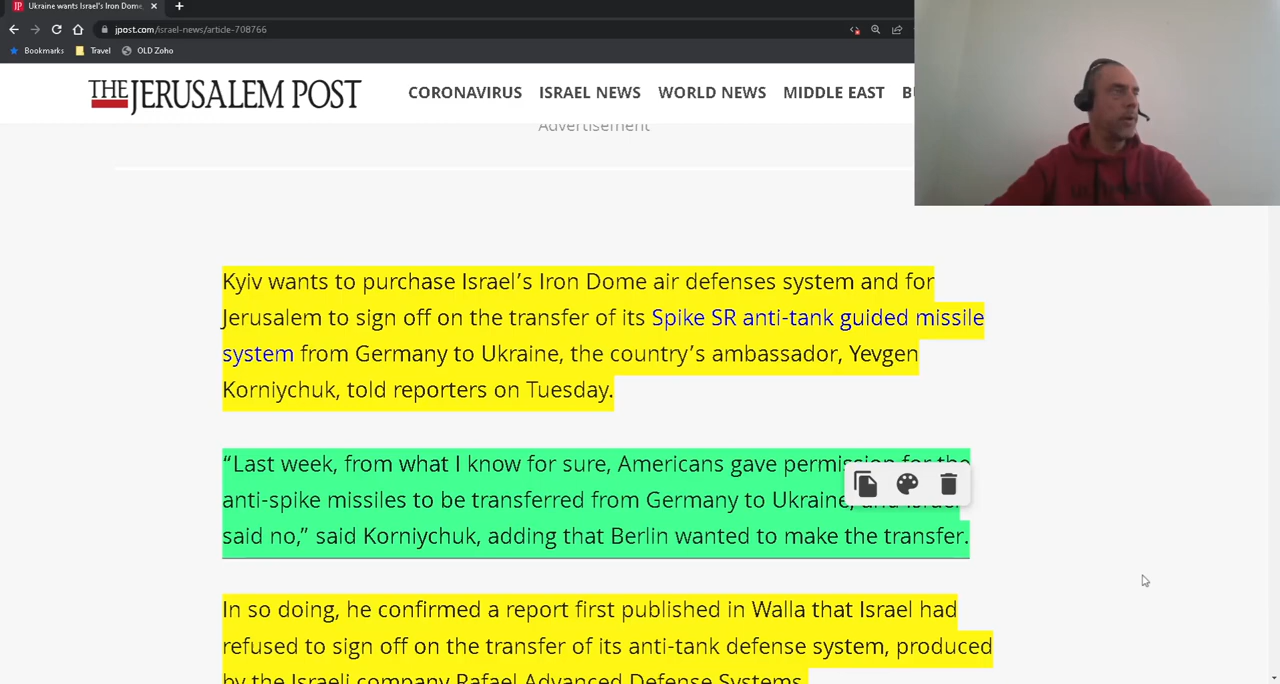 Ukraine wants Israel's Iron Dome
jpost.com/israel-news/article-708766
Bookmarks Travel OLD Zoho
THE JERUSALEM POST CORONAVIRUS ISRAEL NEWS WORLD NEWS MIDDLE EAST
Advertisement
Kyiv wants to purchase Israel's Iron Dome air defenses system and for
Jerusalem to sign off on the transfer of its Spike SR anti-tank guided missile
system from Germany to Ukraine, the country's ambassador, Yevgen
Korniychuk, told reporters on Tuesday.
“Last week, from what I know for sure, Americans gave permission for the
anti-spike missiles to be transferred from Germany to Ukraine, and Israel
said no,” said Korniychuk, adding that Berlin wanted to make the transfer.
In so doing, he confirmed a report first published in Walla that Israel had
refused to sign off on the transfer of its anti-tank defense system, produced
by the Israeli company Rafael Advanced Defense Systems.